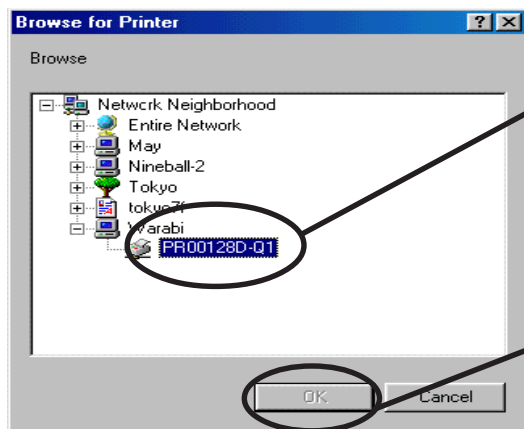 Browse for Printer
Browse
Network Neighborhood
Entire Network
May
Nineball-2
Tokyo
Warabi
PR00128D-Q1
OK
Cancel